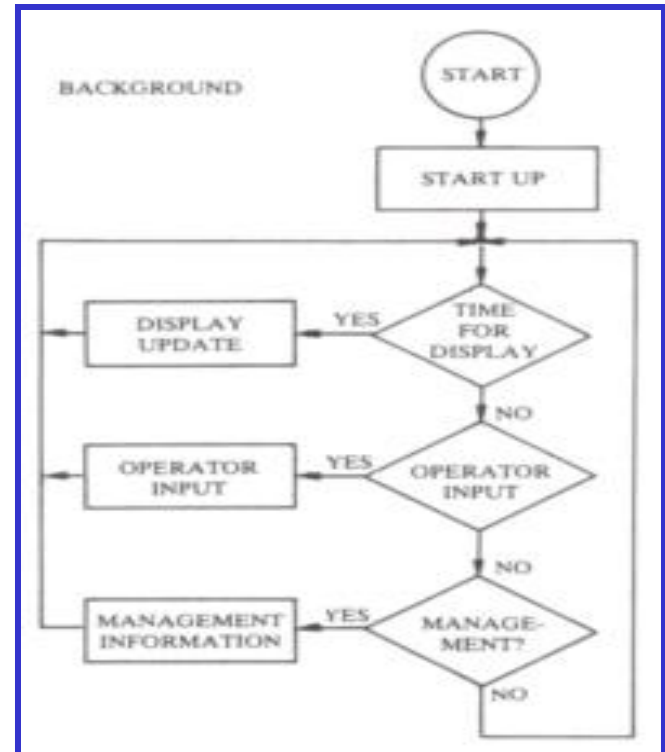 START
BACKGROUND
START UP
TIME
FOR
DISPLAY
YES
DISPLAY
UPDATE
NO
OPERATOR
INPUT
YES
OPERATOR
INPUT
NO
MANAGE-
MENT?
YES
MANAGEMENT
INFORMATION
NO